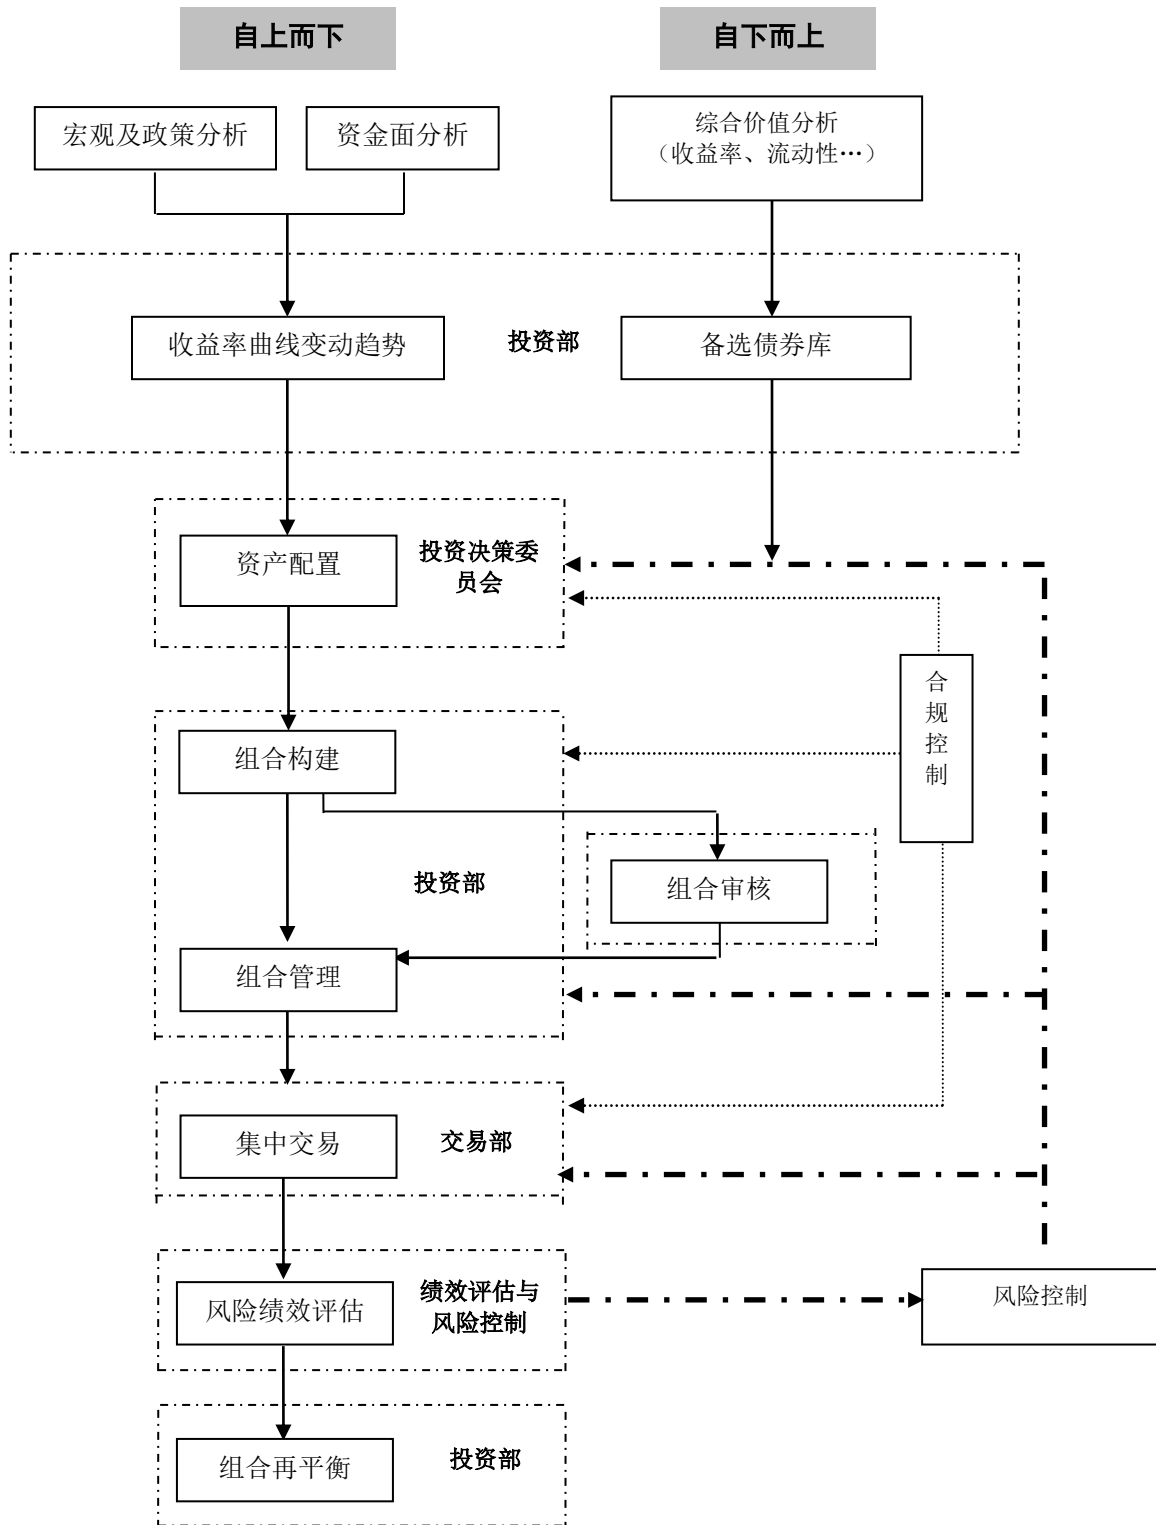 自上而下
自下而上
宏观及政策分析
资金面分析
综合价值分析
（收益率、流动性…）
收益率曲线变动趋势
投资部
备选债券库
资产配置
投资决策委
员会
合
规
控
制
组合构建
投资部
组合审核
组合管理
集中交易
交易部
风险绩效评估
绩效评估与
风险控制
风险控制
组合再平衡
投资部